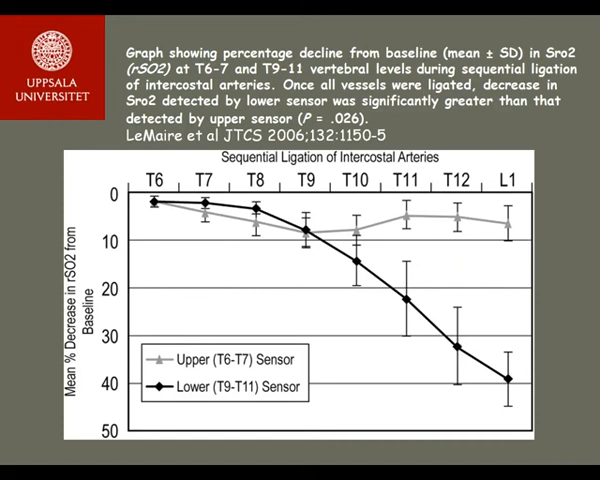 UPPSALA
UNIVERSITET
Graph showing percentage decline from baseline (mean ± SD) in Sro2
(rSO2) at T6-7 and T9-11 vertebral levels during sequential ligation
of intercostal arteries. Once all vessels were ligated, decrease in
Sro2 detected by lower sensor was significantly greater than that
detected by upper sensor (P = .026).
LeMaire et al JTCS 2006;132:1150-5
Sequential Ligation of Intercostal Arteries
T6 T7 T8 T9 T10 T11 T12 L1
0
10
20
30
40
50
Mean % Decrease in rSO2 from
Baseline
Upper (T6-T7) Sensor
Lower (T9-T11) Sensor